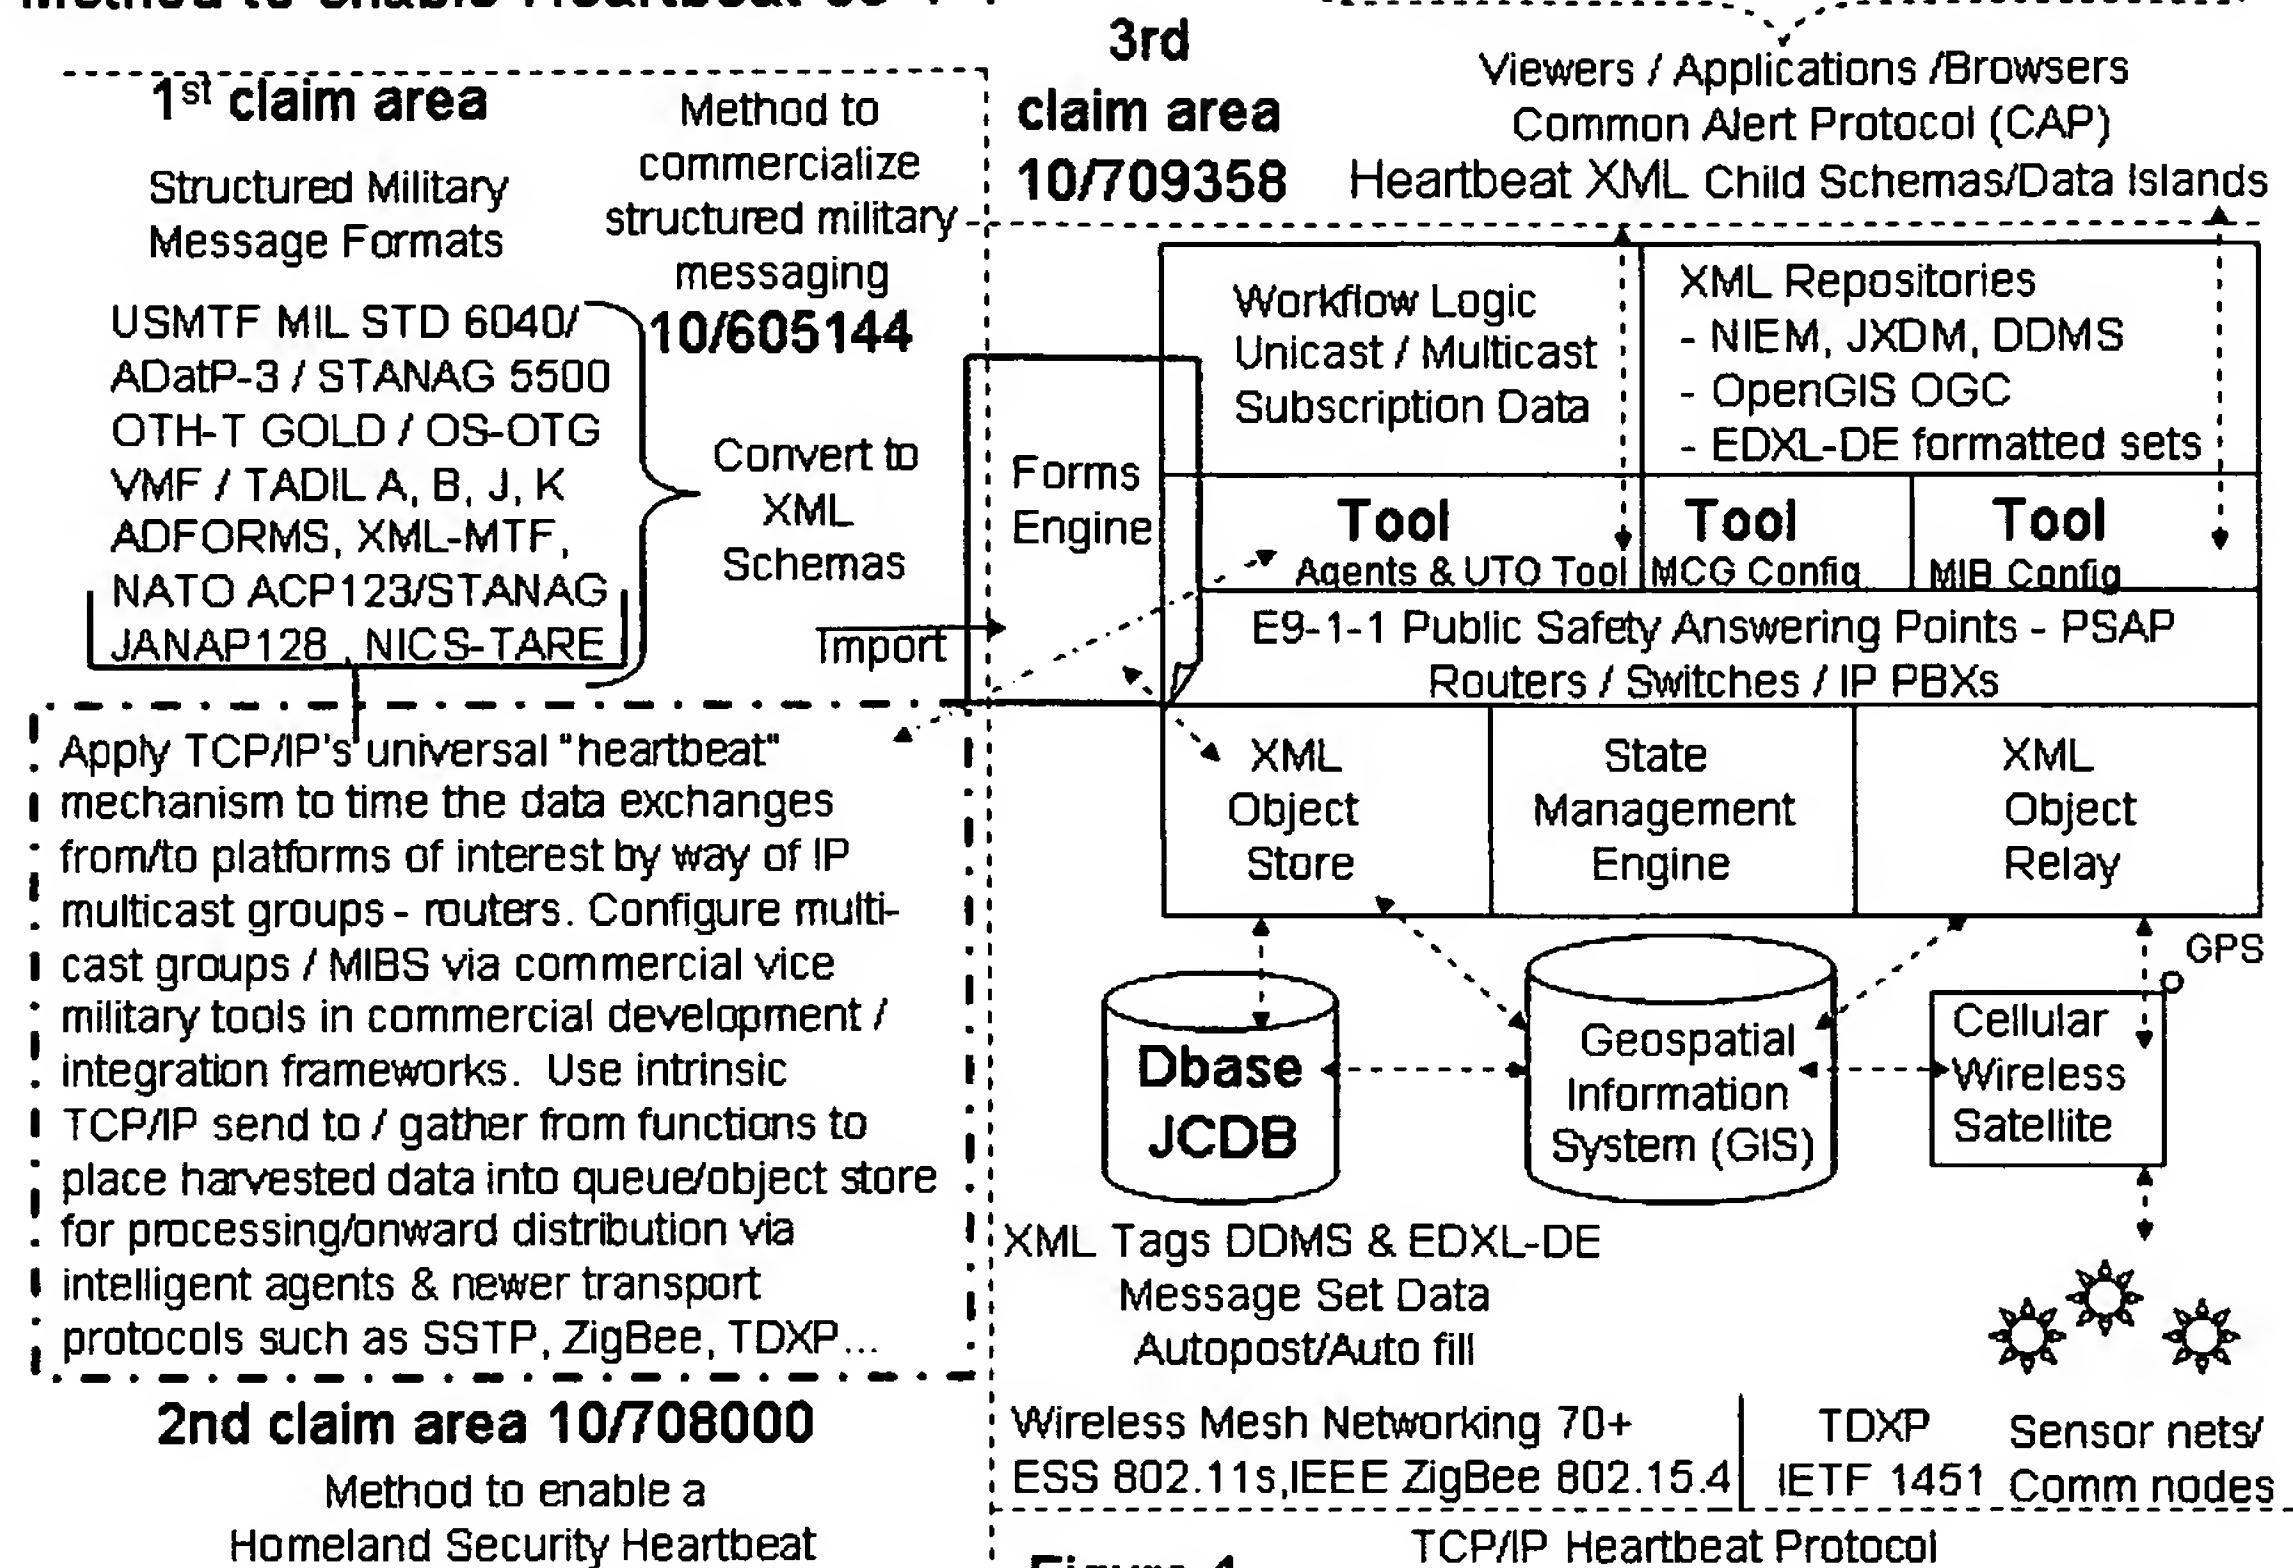 1st claim area
Structured Military
Message Formats
USMTF MIL STD 6040/
ADatP-3 / STANAG 5500
OTH-T GOLD / OS-OTG
VMF / TADIL A, B, J, K
ADFORMS, XML-MTF,
NATO ACP123/STANAG
JANAP128 , NICS-TARE
Method to
commercialize
structured military
messaging
10/605144
Convert to
XML
Schemas
Import
Apply TCP/IP's universal "heartbeat"
mechanism to time the data exchanges
from/to platforms of interest by way of IP
multicast groups - routers. Configure multi-
cast groups / MIBS via commercial vice
military tools in commercial development /
integration frameworks. Use intrinsic
TCP/IP send to / gather from functions to
place harvested data into queue/object store
for processing/onward distribution via
intelligent agents & newer transport
protocols such as SSTP, ZigBee, TDXP...
2nd claim area 10/708000
Method to enable a
Homeland Security Heartbeat
3rd
claim area
10/709358
Viewers / Applications /Browsers
Common Alert Protocol (CAP)
Heartbeat XML Child Schemas/Data Islands
Forms
Engine
Workflow Logic
Unicast / Multicast
Subscription Data
XML Repositories
- NIEM, JXDM, DDMS
- OpenGIS OGC
- EDXL-DE formatted sets
Tool
Agents & UTO Tool
Tool
MCG Config
Tool
MIB Config
E9-1-1 Public Safety Answering Points - PSAP
Routers / Switches / IP PBXs
XML
Object
Store
State
Management
Engine
XML
Object
Relay
GPS
Dbase
JCDB
Geospatial
Information
System (GIS)
Cellular
Wireless
Satellite
XML Tags DDMS & EDXL-DE
Message Set Data
Autopost/Auto fill
Wireless Mesh Networking 70+
ESS 802.11s,IEEE ZigBee 802.15.4
TDXP
IETF 1451
Sensor nets/
Comm nodes
TCP/IP Heartbeat Protocol